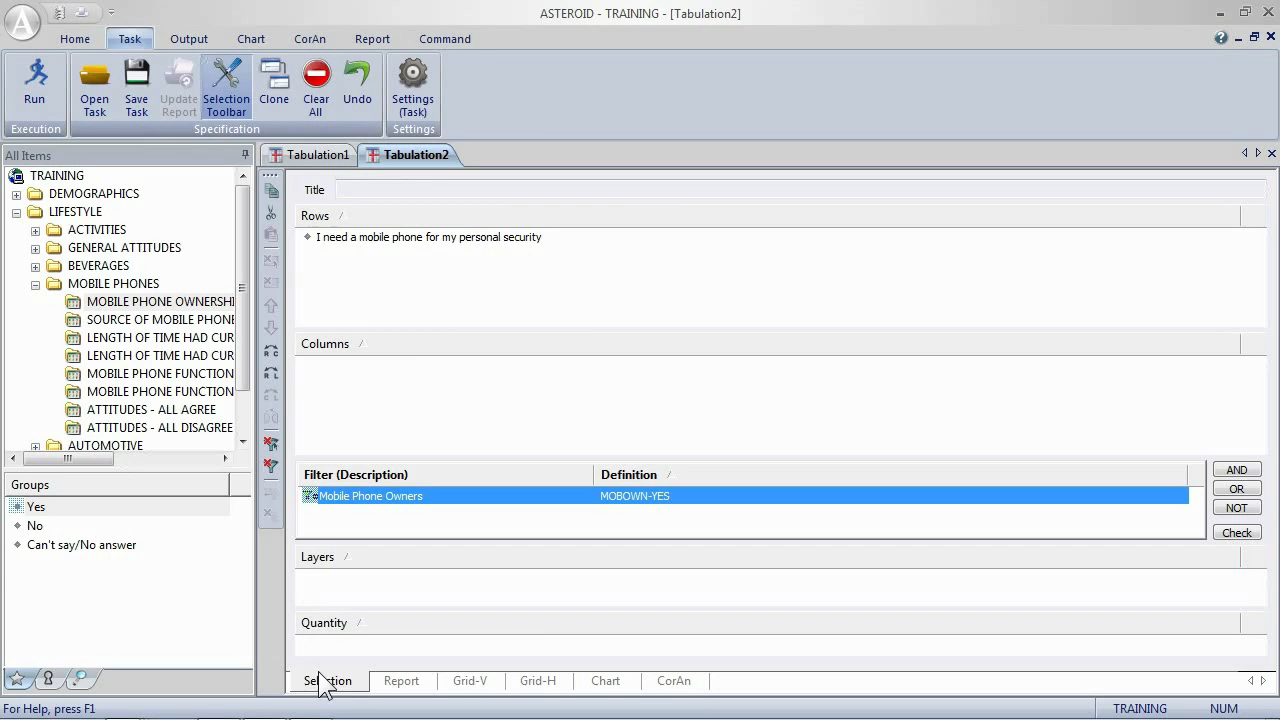 ASTEROID - TRAINING - [Tabulation2]
Home Task Output Chart CorAn Report Command
Run
Open Task
Save Task
Update Report
Selection Toolbar
Clone
Clear All
Undo
Settings (Task)
Execution
Specification
Settings
All Items
TRAINING
DEMOGRAPHICS
LIFESTYLE
ACTIVITIES
GENERAL ATTITUDES
BEVERAGES
MOBILE PHONES
MOBILE PHONE OWNERSHI
SOURCE OF MOBILE PHONE
LENGTH OF TIME HAD CUR
LENGTH OF TIME HAD CUR
MOBILE PHONE FUNCTION
MOBILE PHONE FUNCTION
ATTITUDES - ALL AGREE
ATTITUDES - ALL DISAGREE
AUTOMOTIVE
Groups
Yes
No
Can't say/No answer
Tabulation1 Tabulation2
Title
Rows
I need a mobile phone for my personal security
Columns
Filter (Description) Definition
Mobile Phone Owners MOBOWN-YES
AND
OR
NOT
Check
Layers
Quantity
Selection Report Grid-V Grid-H Chart CorAn
For Help, press F1 TRAINING NUM